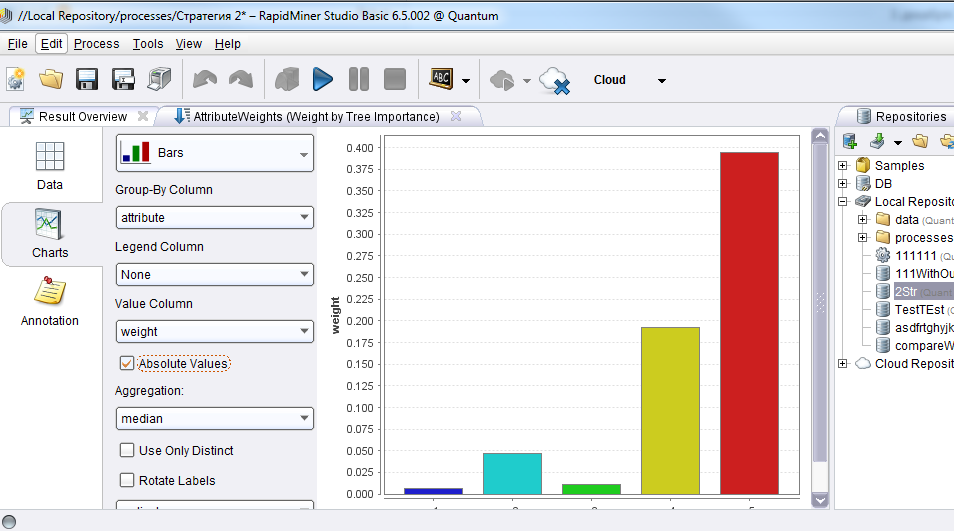 //Local Repository/processes/Стратегия 2* – RapidMiner Studio Basic 6.5.002 @ Quantum
File Edit Process Tools View Help
ABC Cloud
Result Overview AttributeWeights (Weight by Tree Importance) Repositories
Data
Charts
Annotation
Bars
Group-By Column
attribute
Legend Column
None
Value Column
weight
Absolute Values
Aggregation:
median
Use Only Distinct
Rotate Labels
weight
0.400
0.375
0.350
0.325
0.300
0.275
0.250
0.225
0.200
0.175
0.150
0.125
0.100
0.075
0.050
0.025
0.000
Samples
DB
Local Reposito
data (Quant
processes
111111 (Qu
111WithOu
2Str (Quant
TestTEst (Q
asdfrtghyjk
compareW
Cloud Reposit